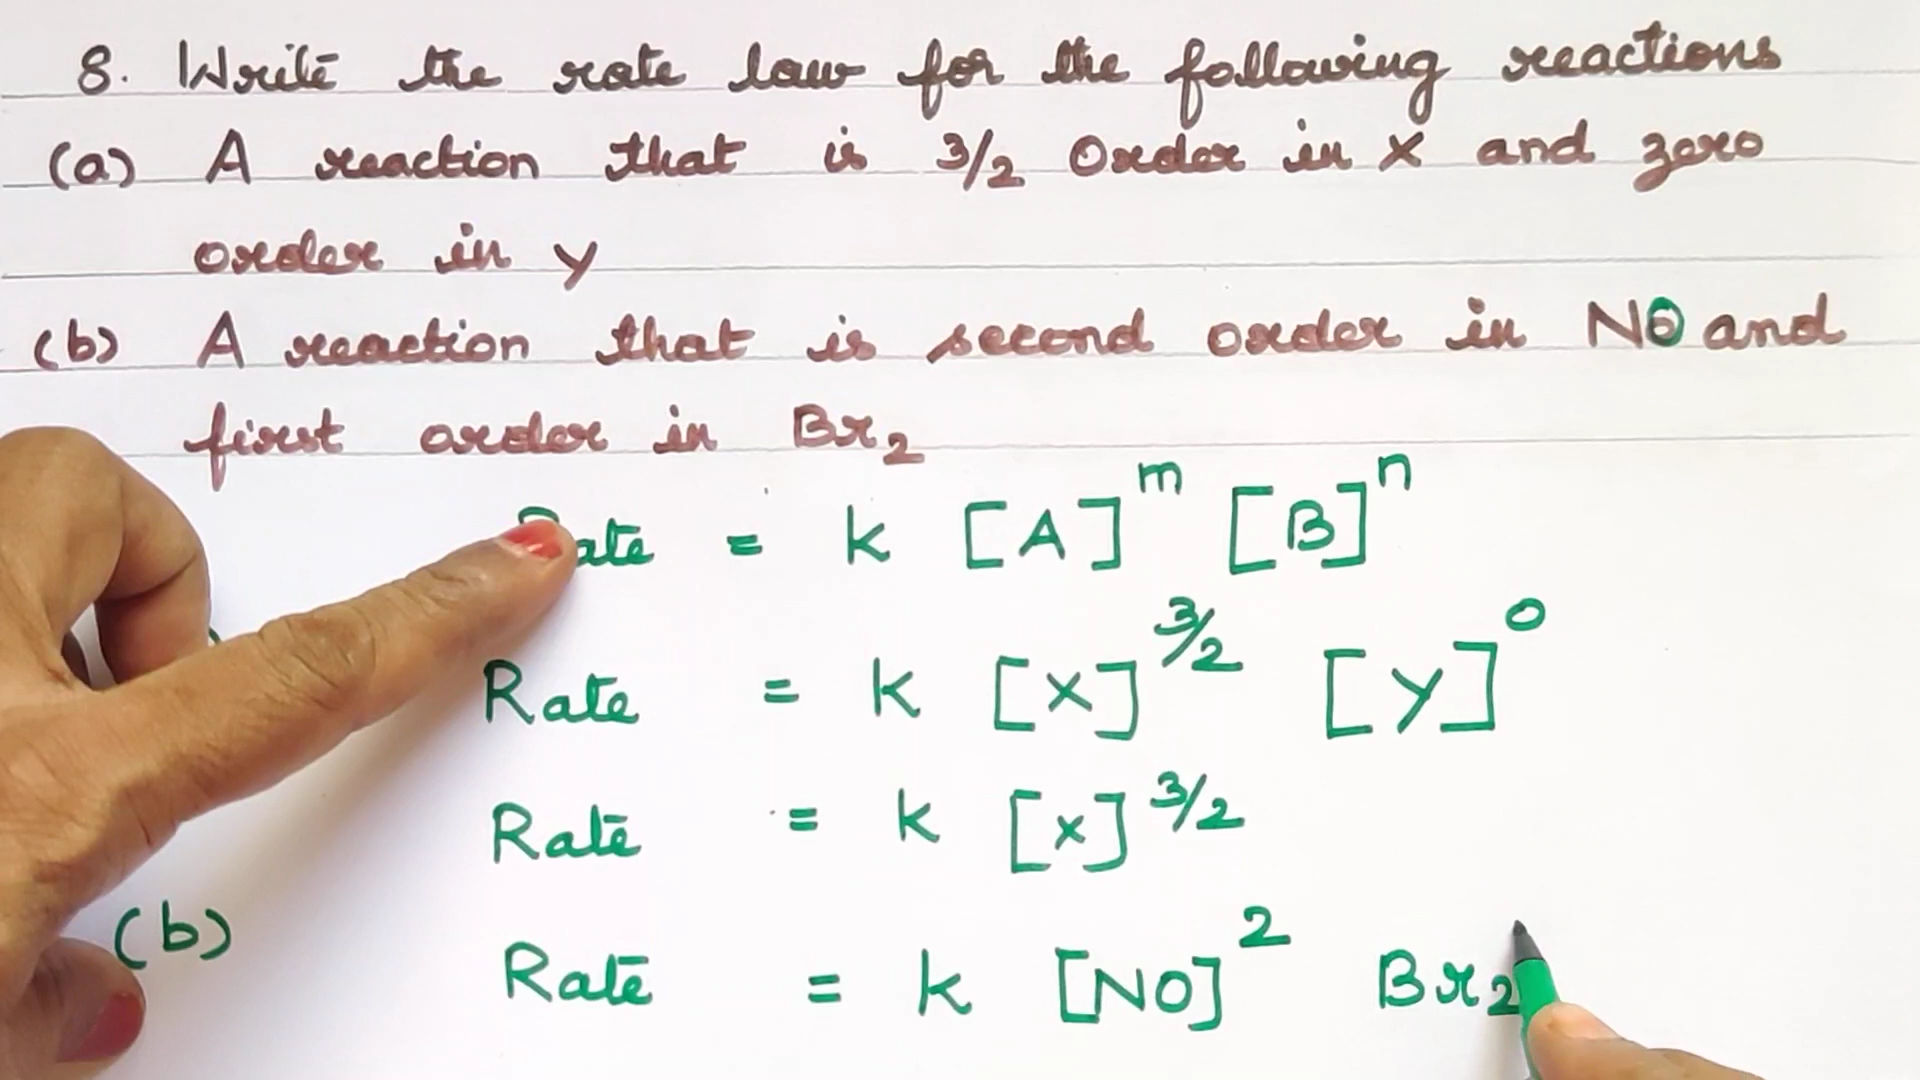 8. Write the rate law for the following reactions
(a) A reaction that is 3/2 Order in X and zero
order in y
(b) A reaction that is second order in NO and
first order in Br₂
= k [A]ᵐ [B]ⁿ
Rate = k [X]^3/2 [y]⁰
Rate = k [x]^3/2
(b)
Rate = k [NO]² Br₂